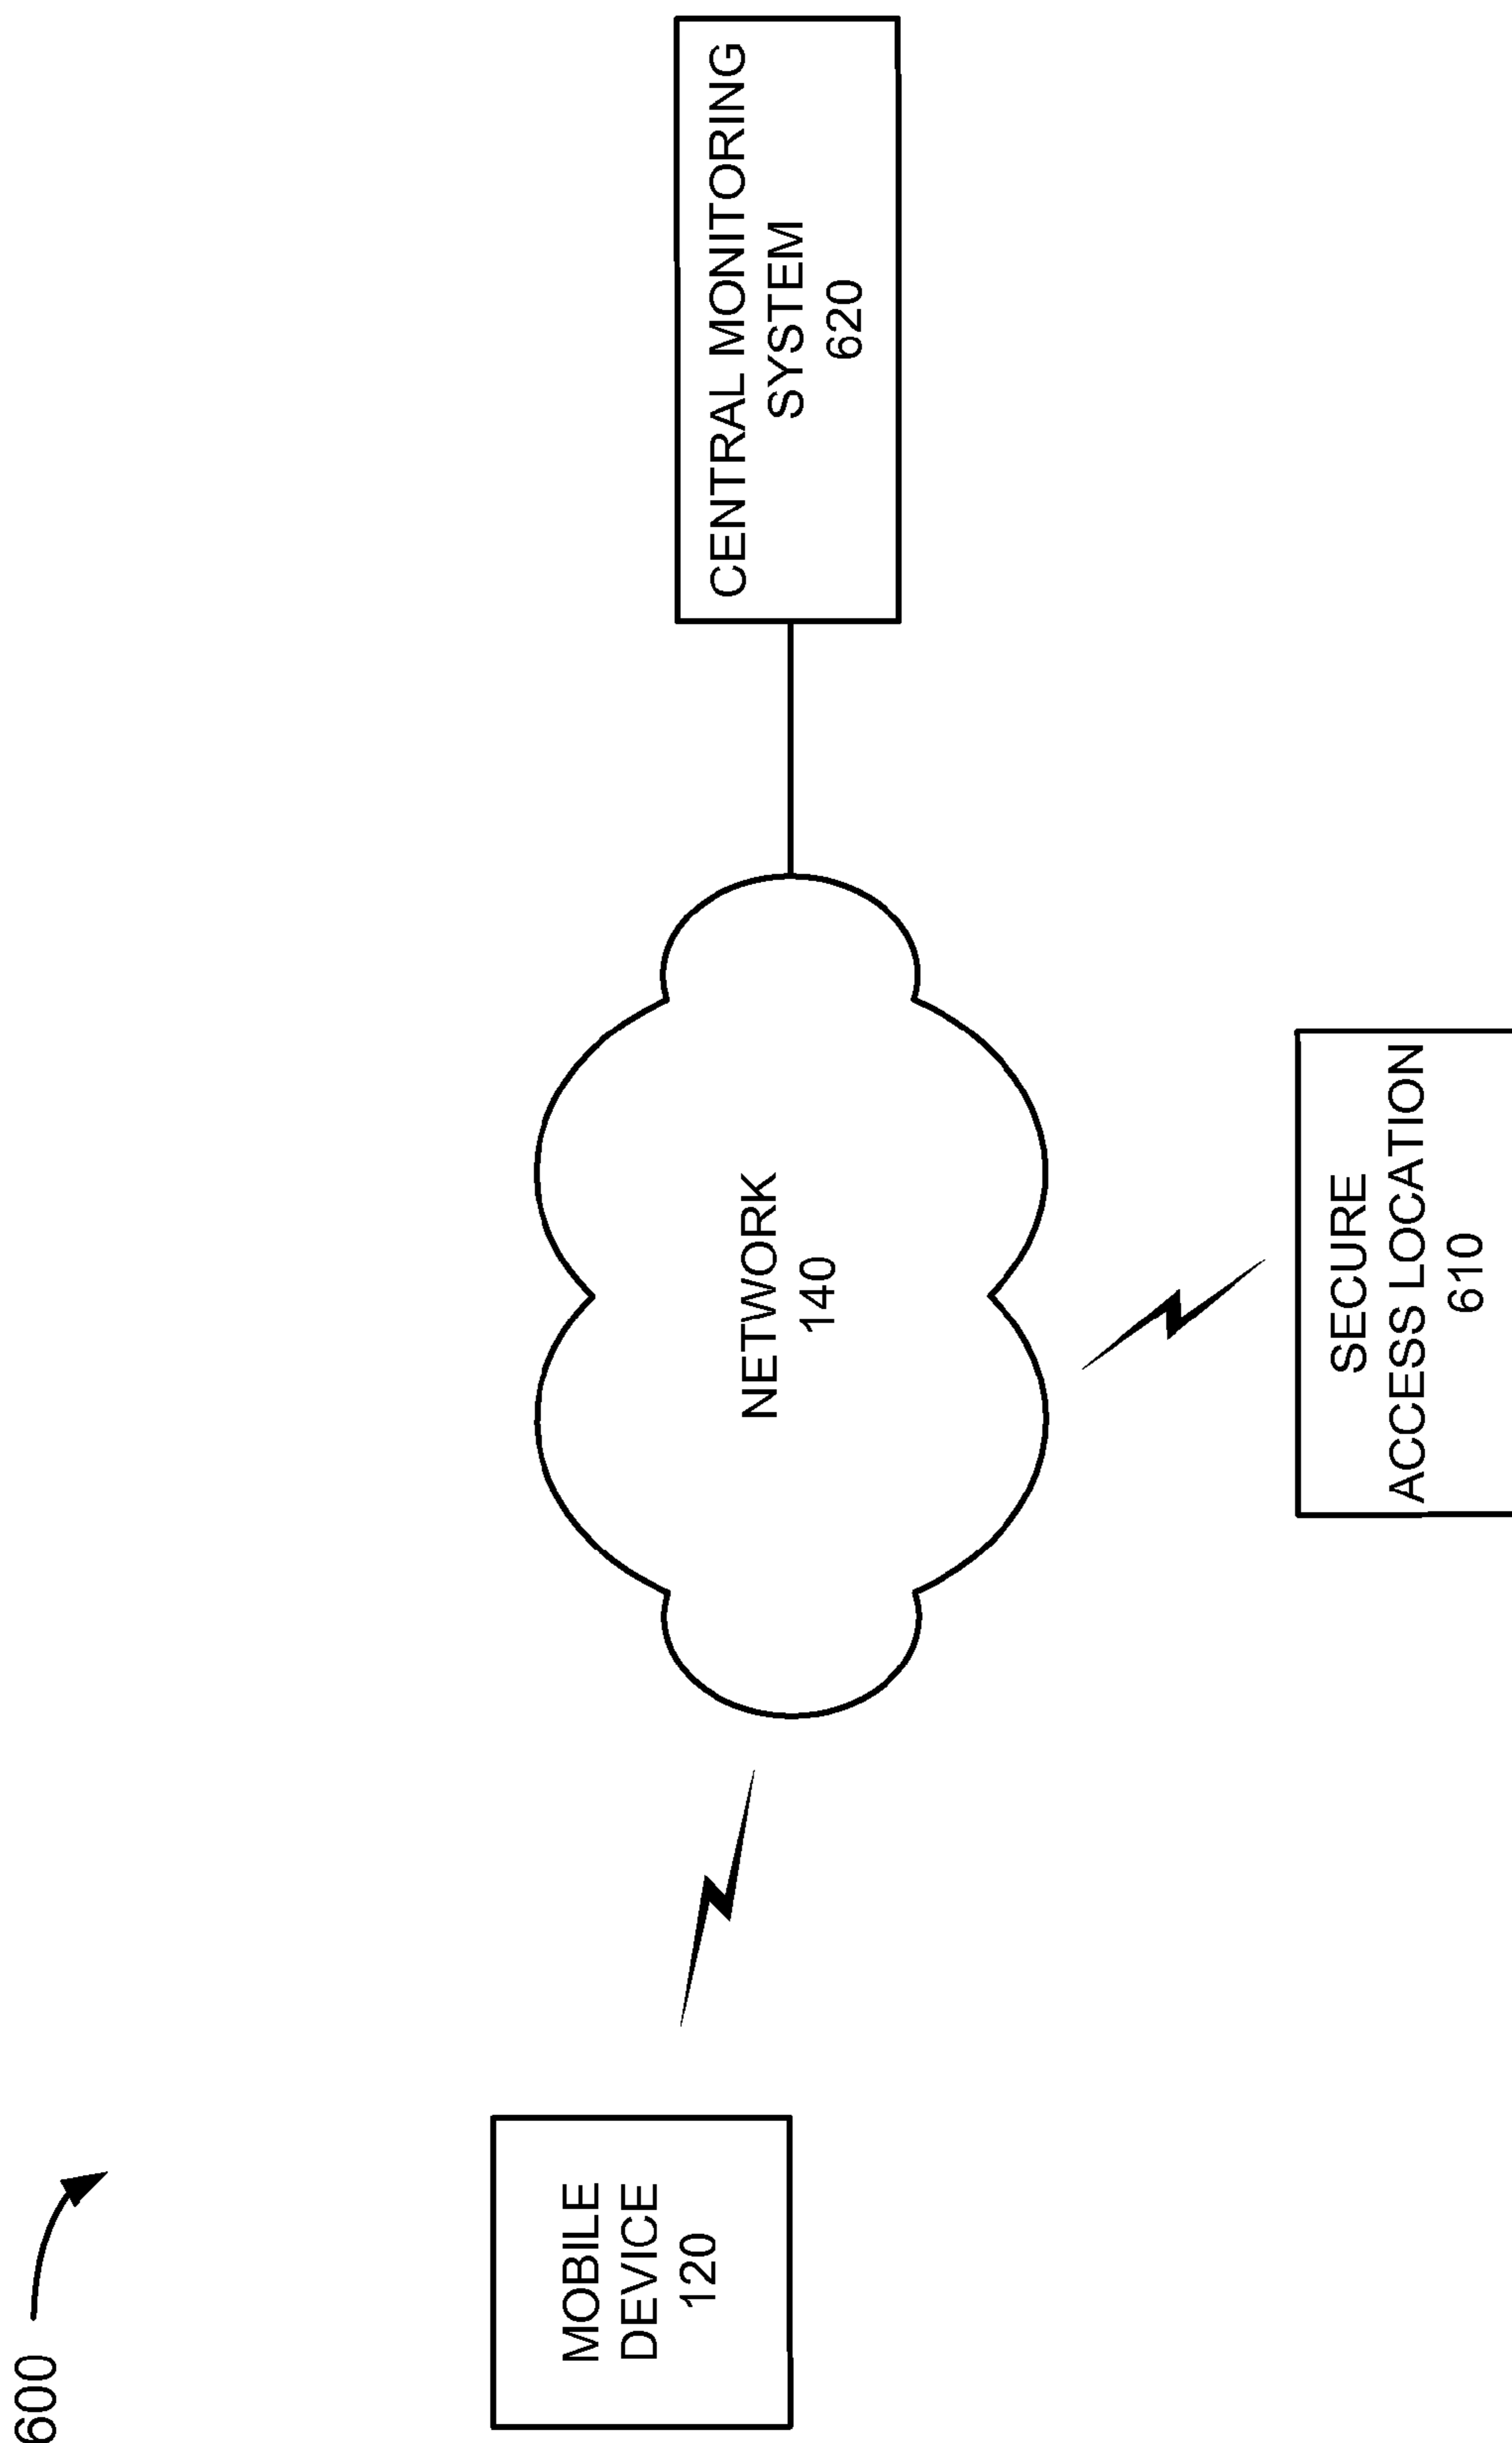 600
MOBILE
DEVICE
120
NETWORK
140
CENTRAL MONITORING
SYSTEM
620
SECURE
ACCESS LOCATION
610